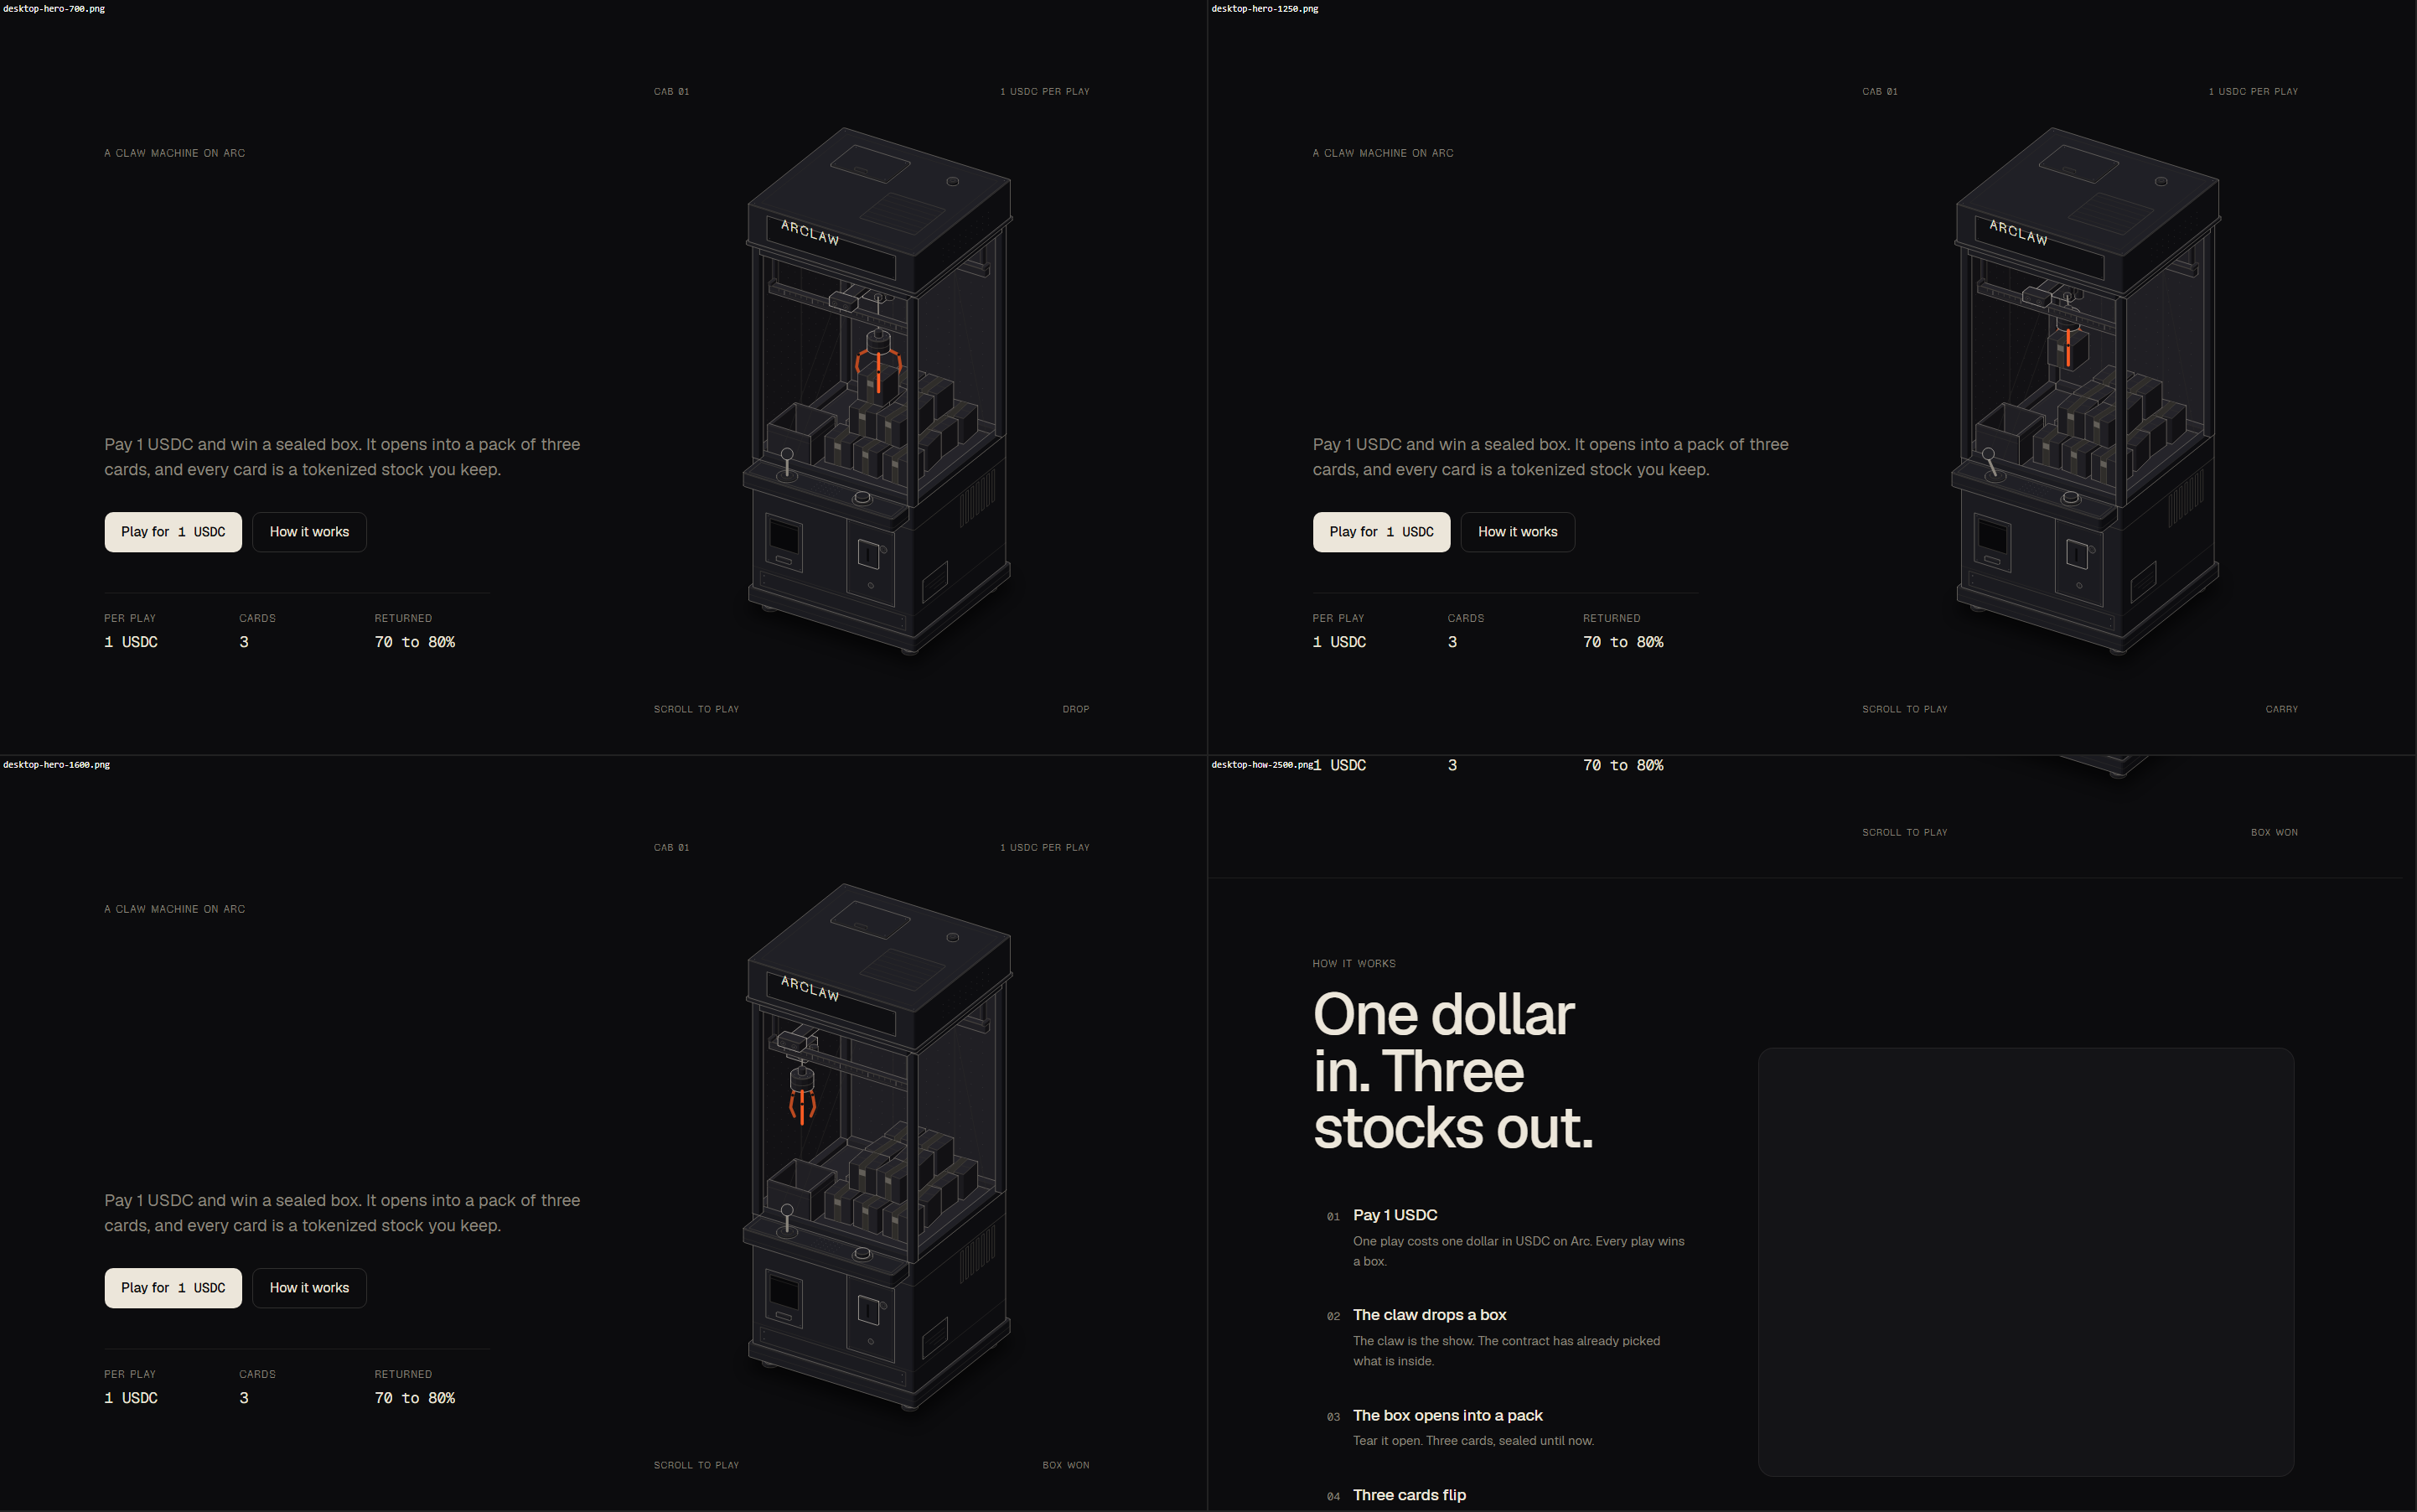 desktop-hero-700.png
CAB 01
1 USDC PER PLAY
A CLAW MACHINE ON ARC
ARCLAW
Pay 1 USDC and win a sealed box. It opens into a pack of three
cards, and every card is a tokenized stock you keep.
Play for 1 USDC
How it works
PER PLAY
CARDS
RETURNED
1 USDC
3
70 to 80%
SCROLL TO PLAY
DROP
desktop-hero-1250.png
CAB 01
1 USDC PER PLAY
A CLAW MACHINE ON ARC
ARCLAW
Pay 1 USDC and win a sealed box. It opens into a pack of three
cards, and every card is a tokenized stock you keep.
Play for 1 USDC
How it works
PER PLAY
CARDS
RETURNED
1 USDC
3
70 to 80%
SCROLL TO PLAY
CARRY
desktop-hero-1600.png
CAB 01
1 USDC PER PLAY
A CLAW MACHINE ON ARC
ARCLAW
Pay 1 USDC and win a sealed box. It opens into a pack of three
cards, and every card is a tokenized stock you keep.
Play for 1 USDC
How it works
PER PLAY
CARDS
RETURNED
1 USDC
3
70 to 80%
SCROLL TO PLAY
BOX WON
desktop-how-2500.png
1 USDC
3
70 to 80%
SCROLL TO PLAY
BOX WON
HOW IT WORKS
One dollar
in. Three
stocks out.
01 Pay 1 USDC
One play costs one dollar in USDC on Arc. Every play wins
a box.
02 The claw drops a box
The claw is the show. The contract has already picked
what is inside.
03 The box opens into a pack
Tear it open. Three cards, sealed until now.
04 Three cards flip